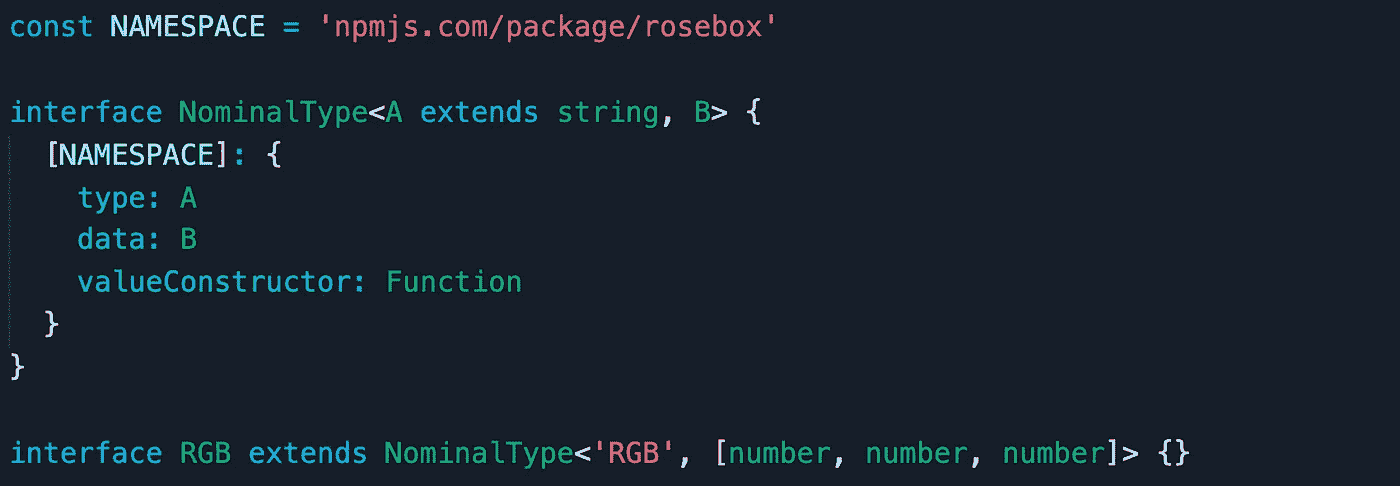 const NAMESPACE = 'npmjs.com/package/rosebox'
interface NominalType<A extends string, B> {
[NAMESPACE]: {
type: A
data: B
valueConstructor: Function
}
}
interface RGB extends NominalType<'RGB', [number, number, number]> {}